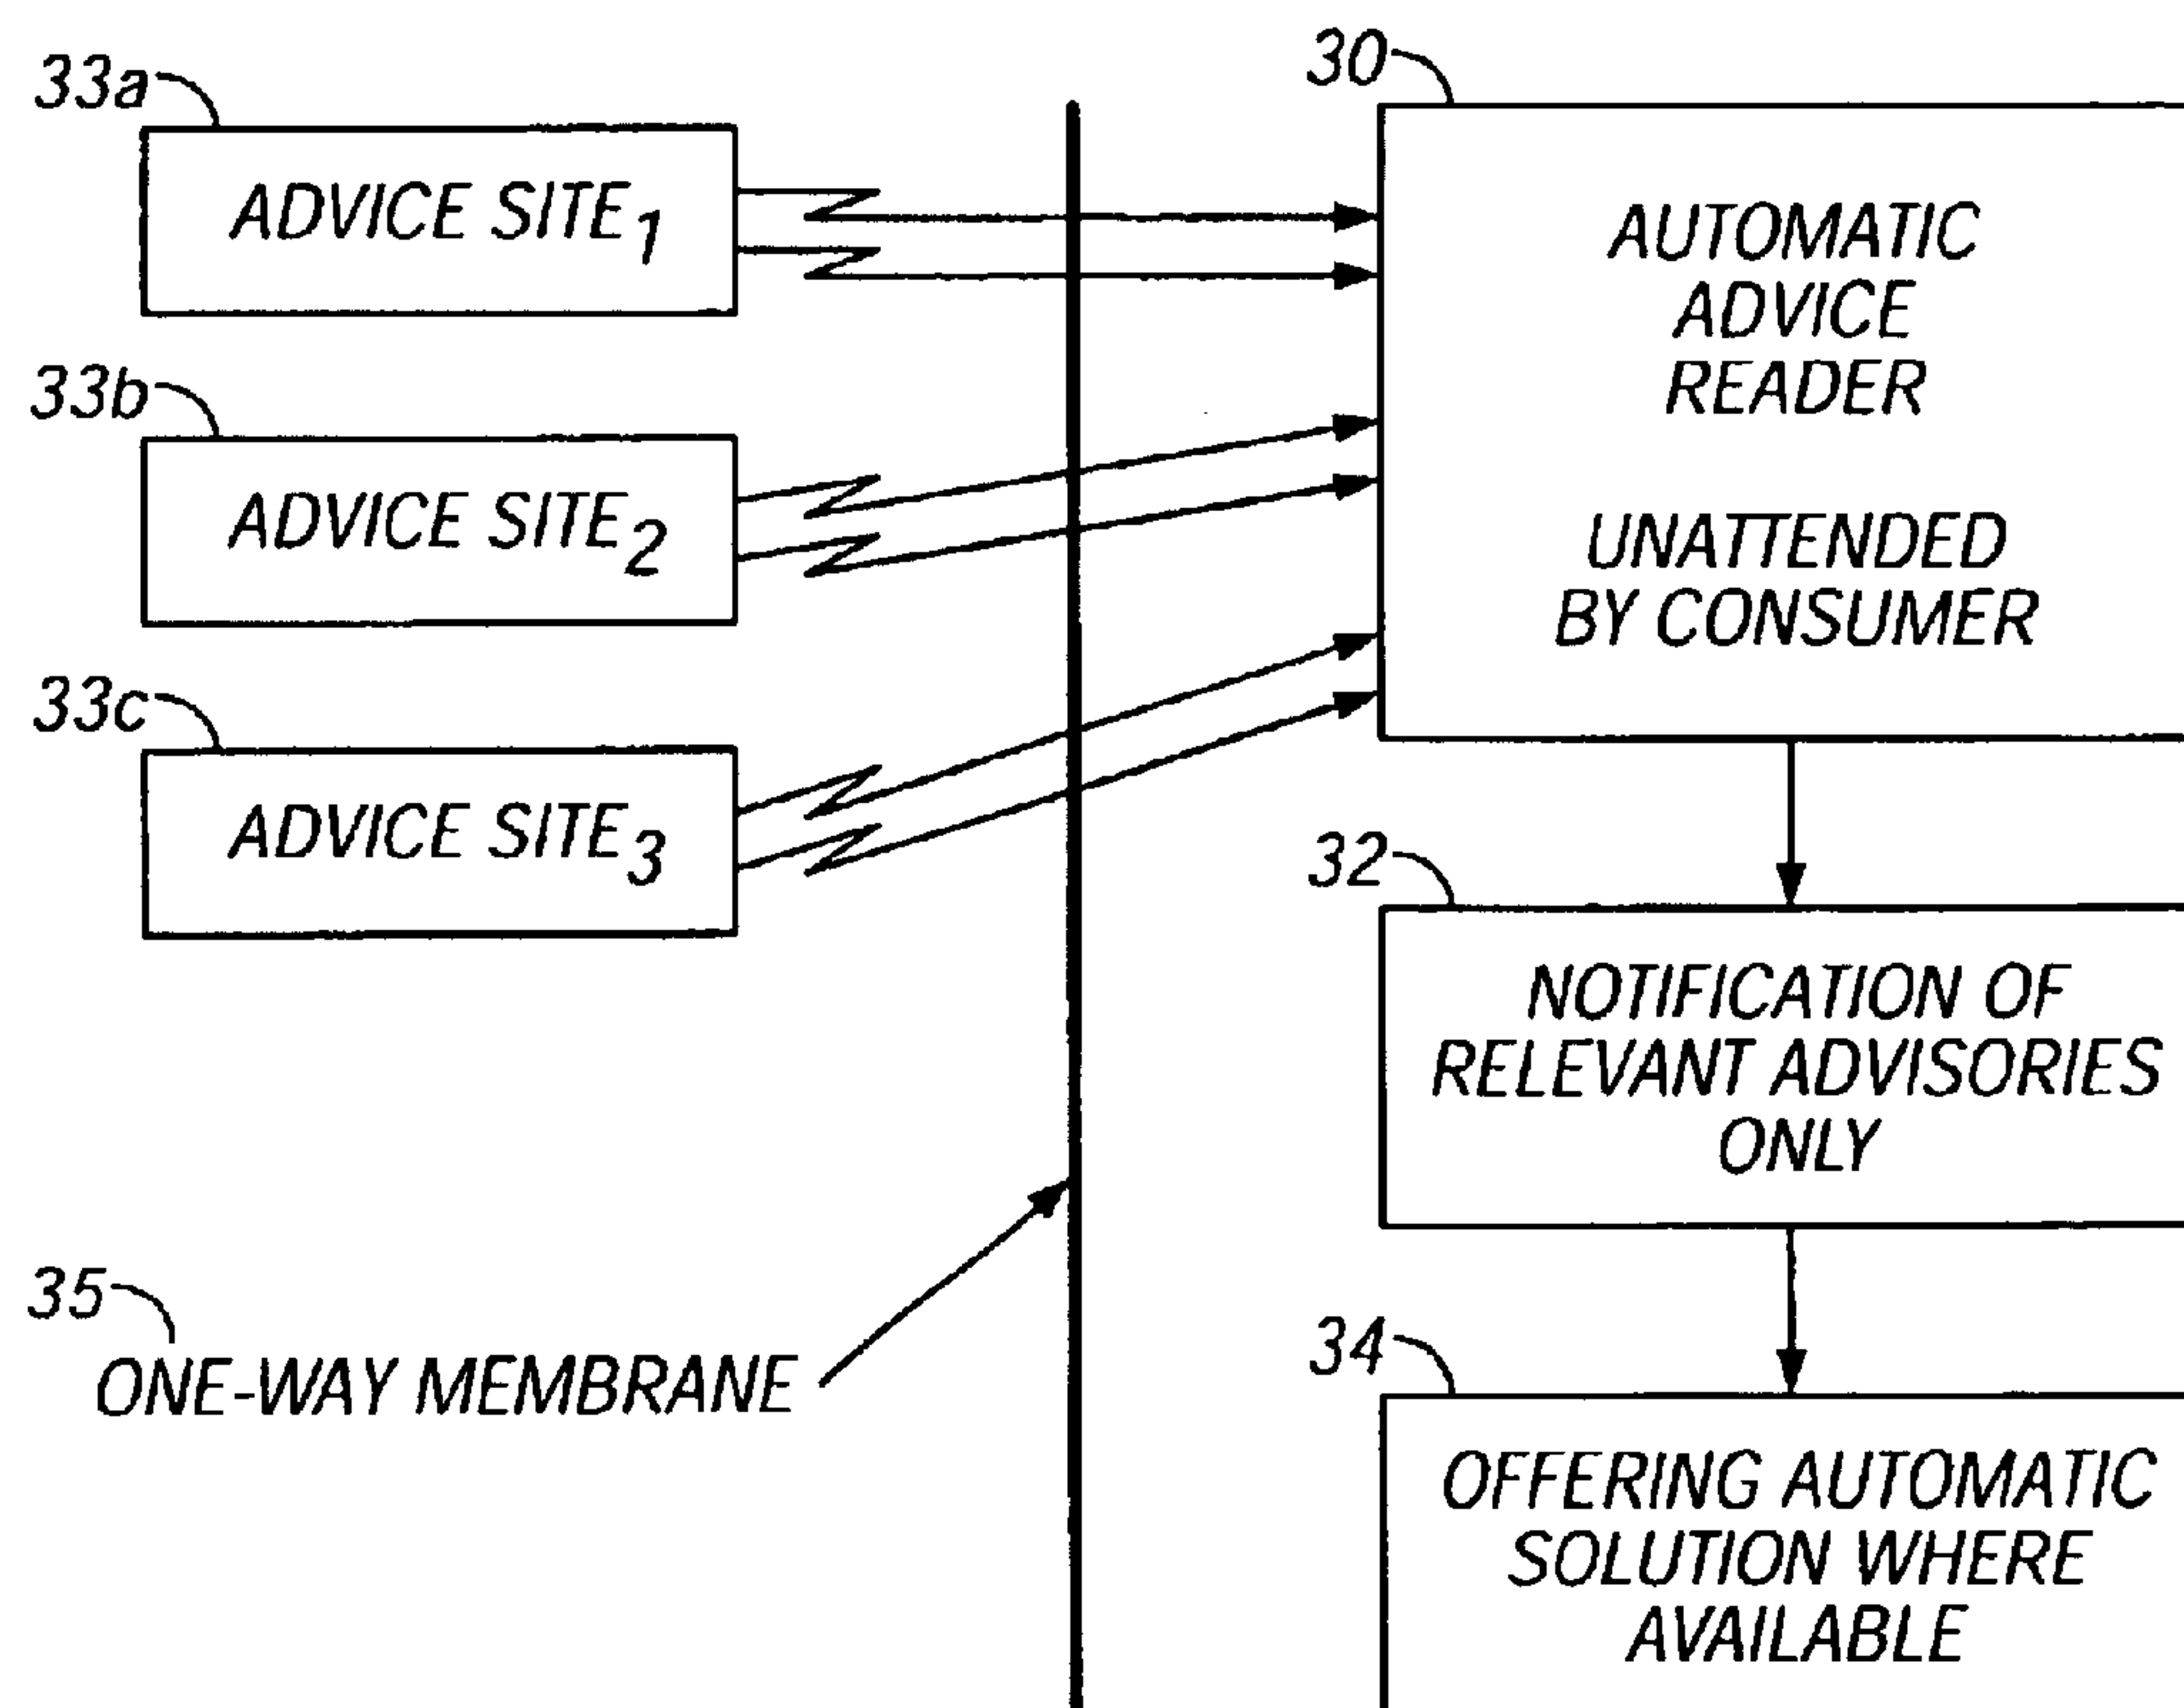 33a
ADVICE SITE1
33b
ADVICE SITE2
33c
ADVICE SITE3
35
ONE-WAY MEMBRANE
30
AUTOMATIC
ADVICE
READER
UNATTENDED
BY CONSUMER
32
NOTIFICATION OF
RELEVANT ADVISORIES
ONLY
34
OFFERING AUTOMATIC
SOLUTION WHERE
AVAILABLE